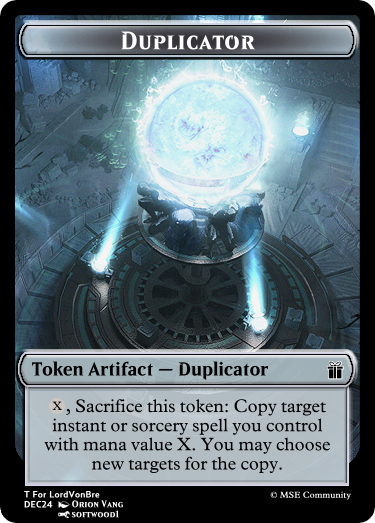 DUPLICATOR
Token Artifact — Duplicator
X, Sacrifice this token: Copy target
instant or sorcery spell you control
with mana value X. You may choose
new targets for the copy.
T For LordVonBre
DEC24 Orion Vang
softwood1
© MSE Community